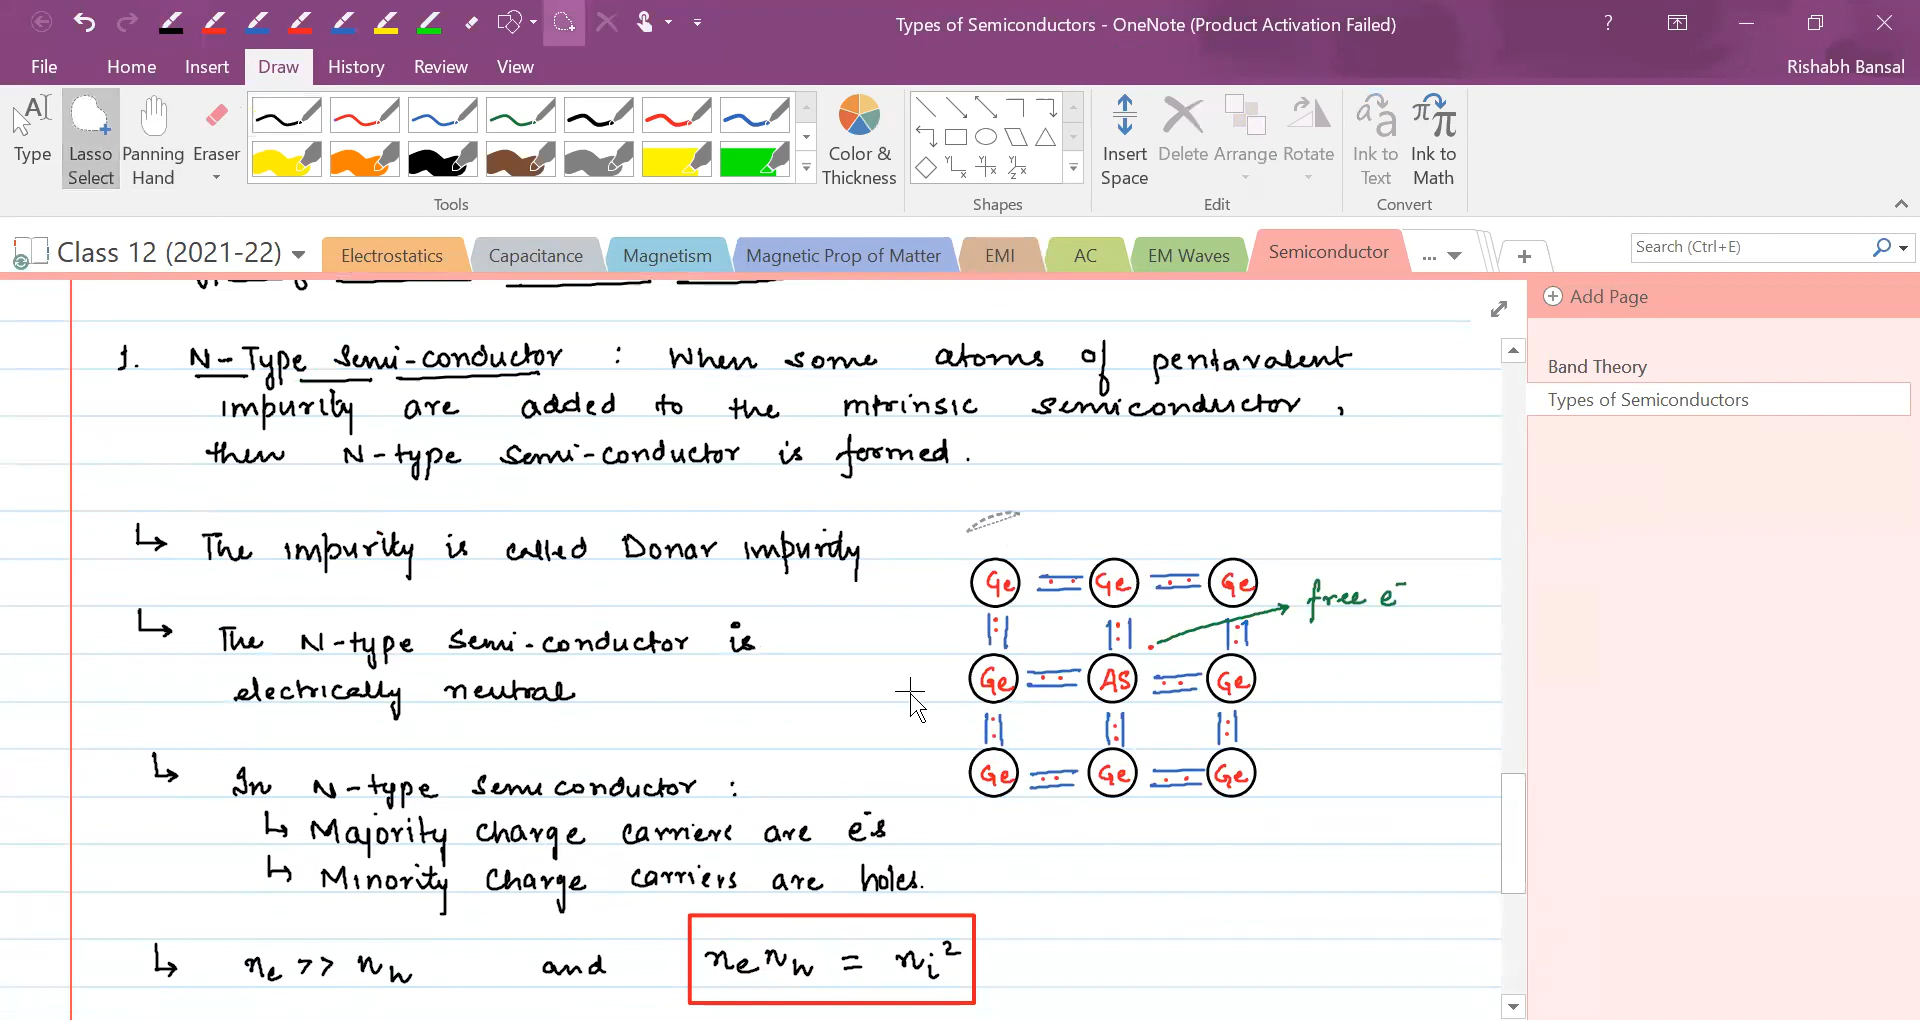 Types of Semiconductors - OneNote (Product Activation Failed)
?
File Home Insert Draw History Review View
Rishabh Bansal
Type
Lasso Select
Panning Hand
Eraser
Color & Thickness
Insert Space
Delete
Arrange
Rotate
Ink to Text
Ink to Math
Tools
Shapes
Edit
Convert
Class 12 (2021-22)
Electrostatics
Capacitance
Magnetism
Magnetic Prop of Matter
EMI
AC
EM Waves
Semiconductor
...
Search (Ctrl+E)
Add Page
Band Theory
Types of Semiconductors
1. N-Type Semi-conductor : When some atoms of pentavalent
impurity are added to the intrinsic semiconductor,
then N-type semi-conductor is formed.
↳ The impurity is called Donar impurity
↳ The N-type semi-conductor is
electrically neutral
↳ In N-type semiconductor :
↳ Majority charge carriers are e⁻s
↳ Minority charge carriers are holes.
↳ nₑ >> nₕ and nₑnₕ = nᵢ²
Ge Ge Ge
free e⁻
Ge AS Ge
Ge Ge Ge